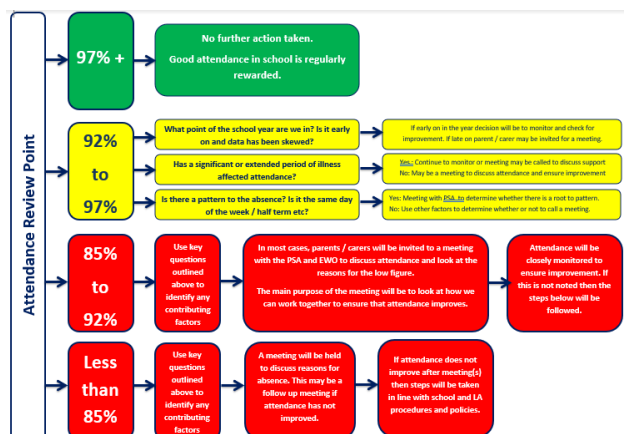 Attendance Review Point
97% +
No further action taken.
Good attendance in school is regularly
rewarded.
92%
to
97%
What point of the school year are we in? Is it early
on and data has been skewed?
If early on in the year decision will be to monitor and check for
improvement. If late on parent / carer may be invited for a meeting.
Has a significant or extended period of illness
affected attendance?
Yes: Continue to monitor or meeting may be called to discuss support
No: May be a meeting to discuss attendance and ensure improvement
Is there a pattern to the absence? Is it the same day
of the week / half term etc?
Yes: Meeting with PSA to determine whether there is a root to pattern.
No: Use other factors to determine whether or not to call a meeting.
85%
to
92%
Use key
questions
outlined
above to
identify any
contributing
factors
In most cases, parents / carers will be invited to a meeting
with the PSA and EWO to discuss attendance and look at the
reasons for the low figure.
The main purpose of the meeting will be to look at how we
can work together to ensure that attendance improves.
Attendance will be
closely monitored to
ensure improvement. If
this is not noted then the
steps below will be
followed.
Less
than
85%
Use key
questions
outlined
above to
identify any
contributing
factors
A meeting will be held
to discuss reasons for
absence. This may be a
follow up meeting if
attendance has not
improved.
If attendance does not
improve after meeting(s)
then steps will be taken
in line with school and LA
procedures and policies.